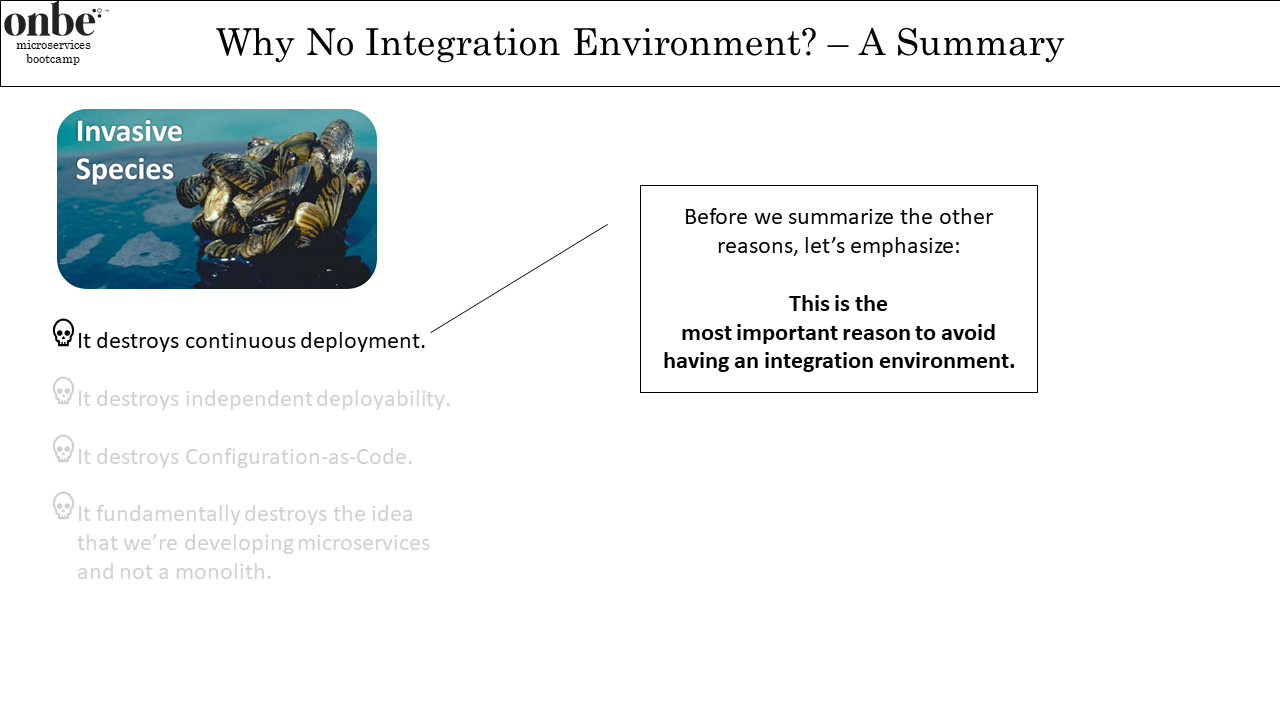 onbe
microservices
bootcamp
Why No Integration Environment? – A Summary
Invasive
Species
It destroys continuous deployment.
It destroys independent deployability.
It destroys Configuration-as-Code.
It fundamentally destroys the idea
that we’re developing microservices
and not a monolith.
Before we summarize the other
reasons, let’s emphasize:
This is the
most important reason to avoid
having an integration environment.